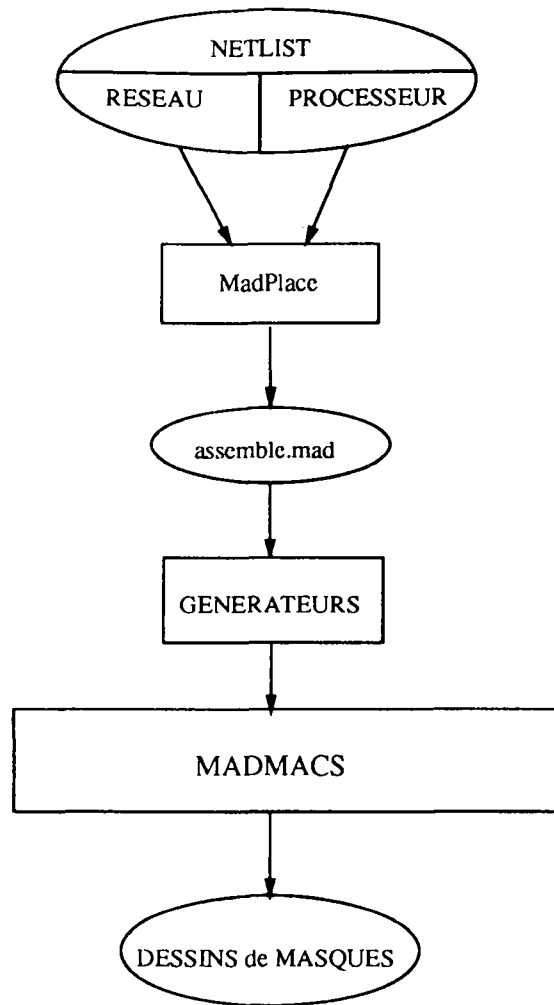 NETLIST
RESEAU PROCESSEUR
MadPlace
assemble.mad
GENERATEURS
MADMACS
DESSINS de MASQUES